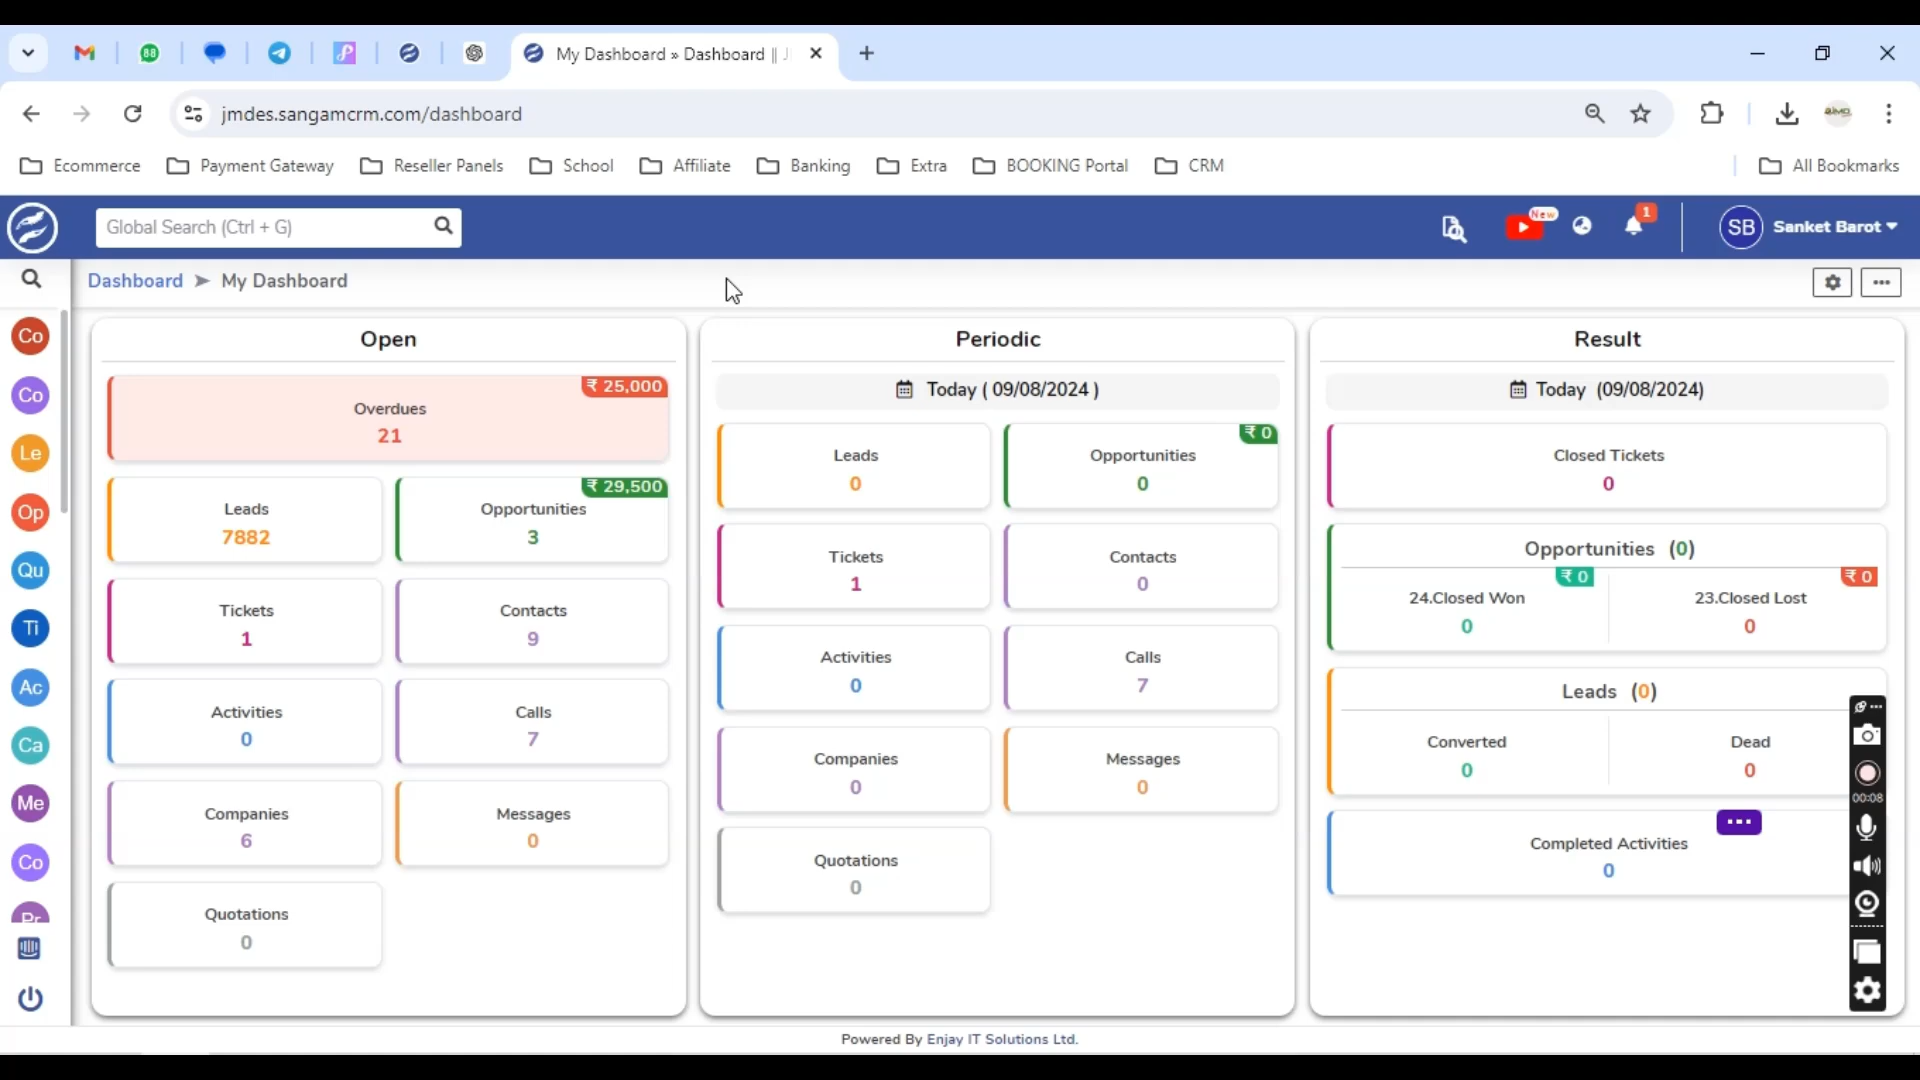 88
My Dashboard » Dashboard || J
jmdes.sangamcrm.com/dashboard
Ecommerce
Payment Gateway
Reseller Panels
School
Affiliate
Banking
Extra
BOOKING Portal
CRM
All Bookmarks
Global Search (Ctrl + G)
New
1
SB
Sanket Barot
Dashboard ➤ My Dashboard
Co
Co
Le
Op
Qu
Ti
Ac
Ca
Me
Co
Pr
Open
₹ 25,000
Overdues
21
Leads
7882
₹ 29,500
Opportunities
3
Tickets
1
Contacts
9
Activities
0
Calls
7
Companies
6
Messages
0
Quotations
0
Periodic
Today ( 09/08/2024 )
Leads
0
₹ 0
Opportunities
0
Tickets
1
Contacts
0
Activities
0
Calls
7
Companies
0
Messages
0
Quotations
0
Result
Today (09/08/2024)
Closed Tickets
0
Opportunities (0)
₹ 0
24.Closed Won
0
₹ 0
23.Closed Lost
0
Leads (0)
Converted
0
Dead
0
Completed Activities
0
00:08
Powered By Enjay IT Solutions Ltd.